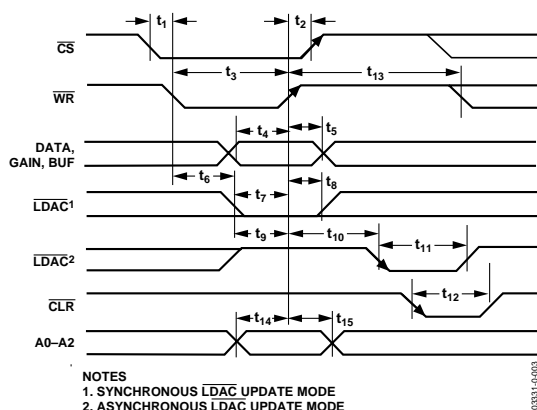 t1
t2
CS
t3
t13
WR
t4
t5
DATA,
GAIN, BUF
t6
t7
t8
LDAC1
t9
t10
t11
LDAC2
t12
CLR
t14
t15
A0–A2
NOTES
1. SYNCHRONOUS LDAC UPDATE MODE
2. ASYNCHRONOUS LDAC UPDATE MODE
03331-0-003